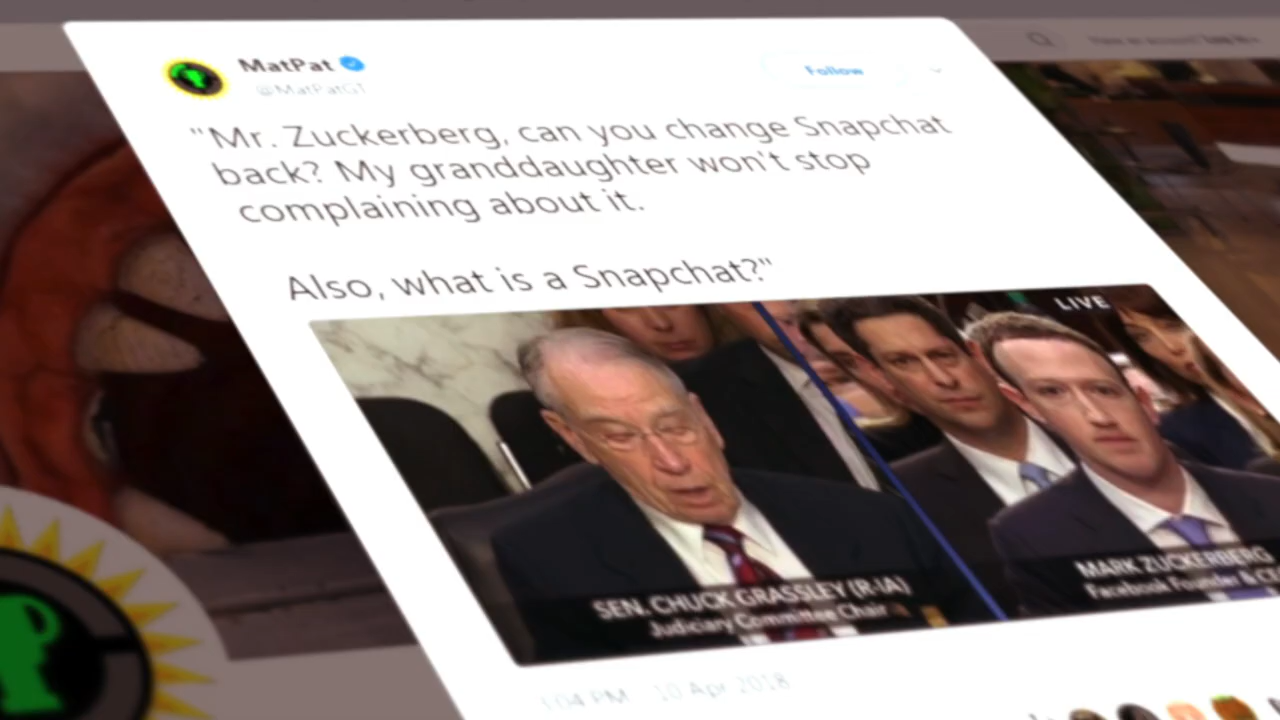 MatPat
@MatPatGT
Follow
"Mr. Zuckerberg, can you change Snapchat
back? My granddaughter won't stop
complaining about it.
Also, what is a Snapchat?"
LIVE
SEN. CHUCK GRASSLEY (R-IA)
Judiciary Committee Chair
MARK ZUCKERBERG
Facebook Founder & CE
1:04 PM 10 Apr 2018